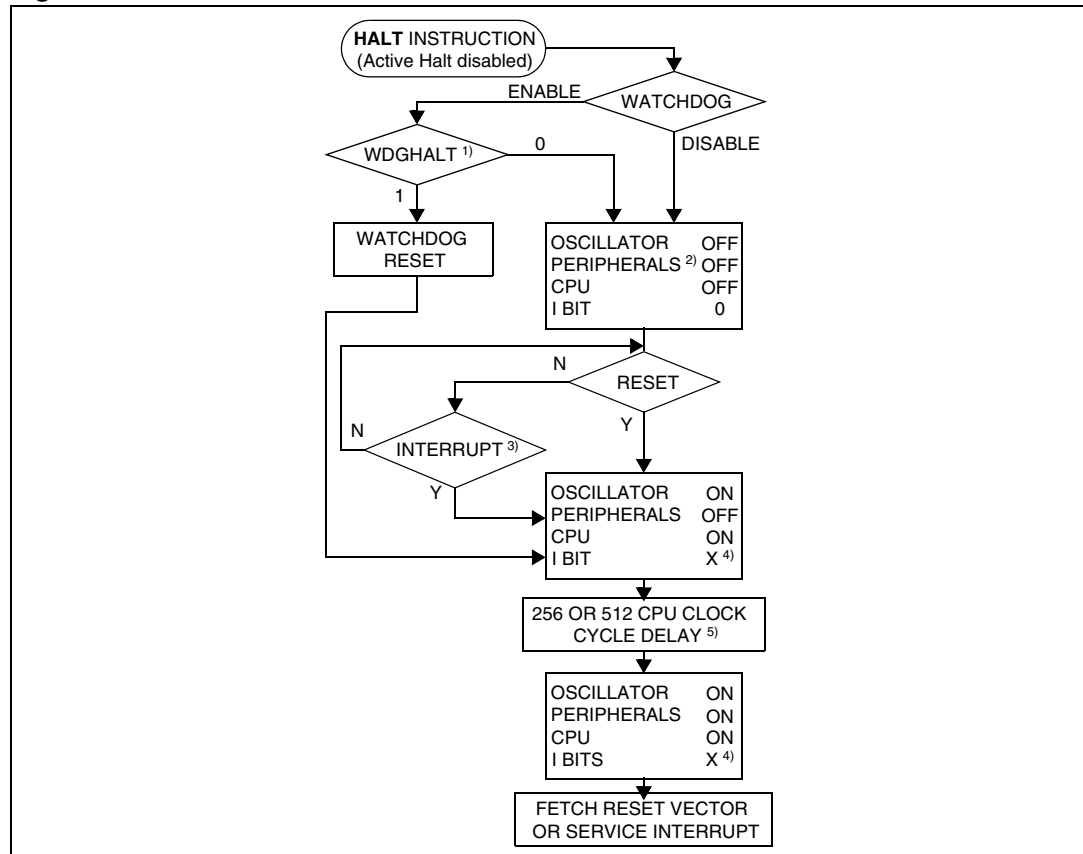 HALT INSTRUCTION
(Active Halt disabled)
ENABLE
WATCHDOG
DISABLE
WDGHALT 1)
0
1
WATCHDOG
RESET
OSCILLATOR OFF
PERIPHERALS 2) OFF
CPU OFF
I BIT 0
N
RESET
Y
N
INTERRUPT 3)
Y
OSCILLATOR ON
PERIPHERALS OFF
CPU ON
I BIT X 4)
256 OR 512 CPU CLOCK
CYCLE DELAY 5)
OSCILLATOR ON
PERIPHERALS ON
CPU ON
I BITS X 4)
FETCH RESET VECTOR
OR SERVICE INTERRUPT